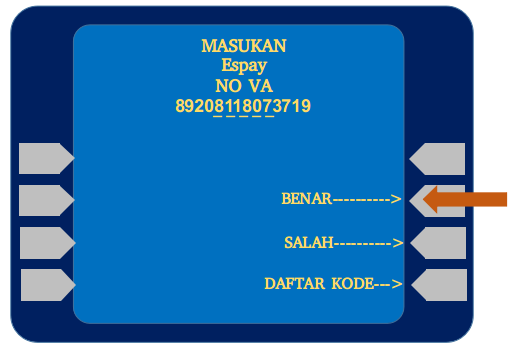 MASUKAN
Espay
NO VA
89208118073719
_ _ _ _ _
BENAR---------->
SALAH---------->
DAFTAR KODE--->